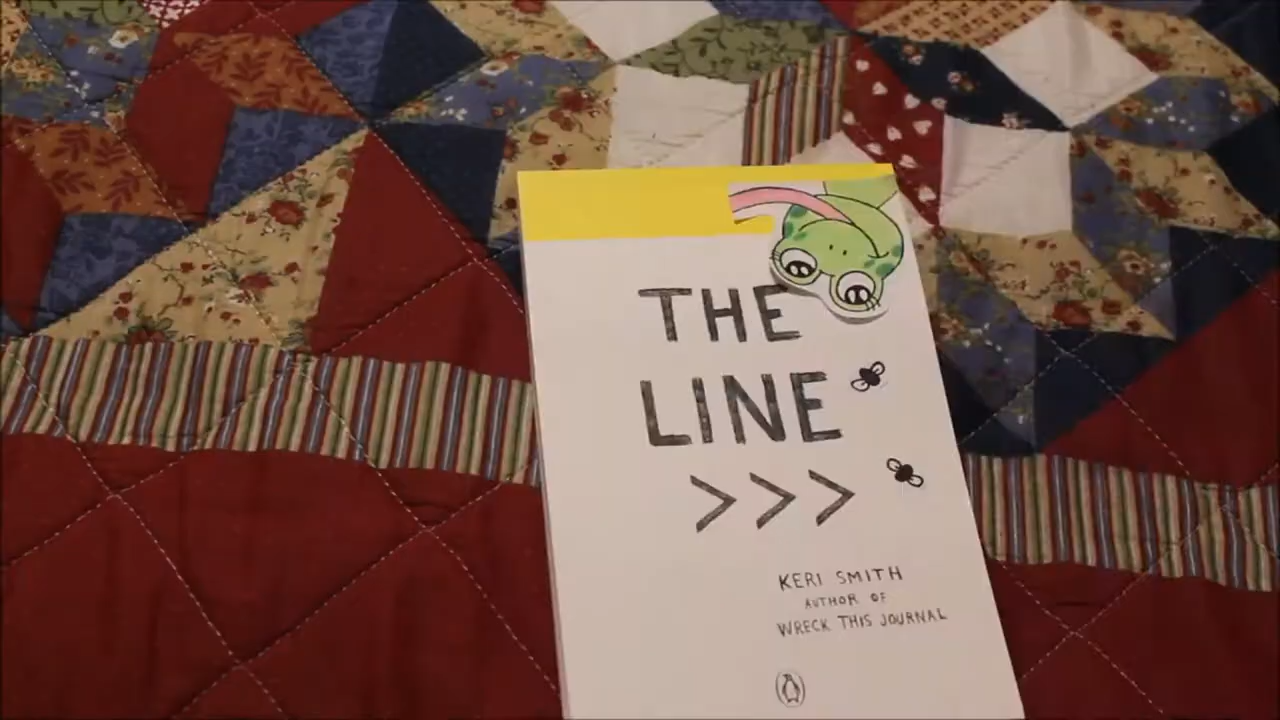 THE
LINE
>>>
KERI SMITH
AUTHOR OF
WRECK THIS JOURNAL